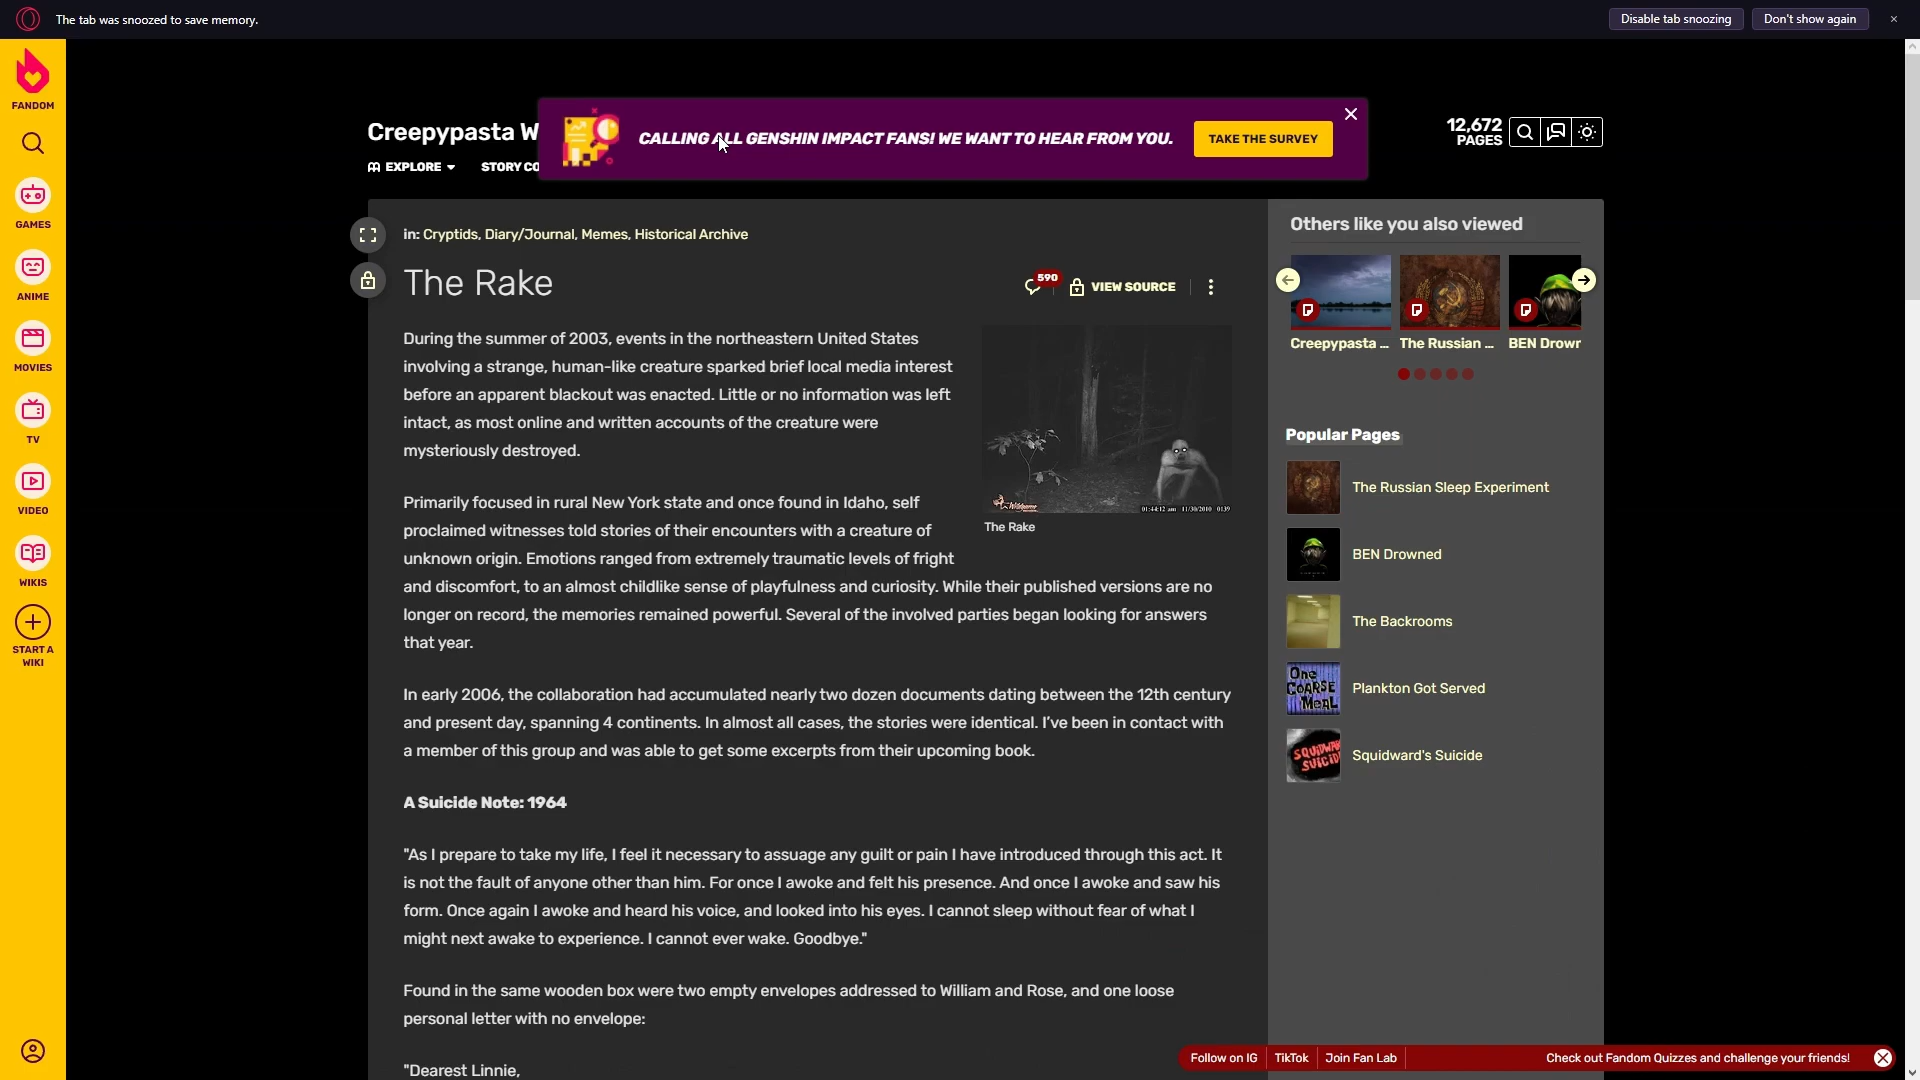 The tab was snoozed to save memory.
Disable tab snoozing
Don't show again
FANDOM
GAMES
ANIME
MOVIES
TV
VIDEO
WIKIS
START A
WIKI
Creepypasta W
EXPLORE
STORY CO
CALLING ALL GENSHIN IMPACT FANS! WE WANT TO HEAR FROM YOU.
TAKE THE SURVEY
12,672
PAGES
in: Cryptids, Diary/Journal, Memes, Historical Archive
The Rake
590
VIEW SOURCE
During the summer of 2003, events in the northeastern United States
involving a strange, human-like creature sparked brief local media interest
before an apparent blackout was enacted. Little or no information was left
intact, as most online and written accounts of the creature were
mysteriously destroyed.
01:44:12 am 11/30/2010 0139
The Rake
Primarily focused in rural New York state and once found in Idaho, self
proclaimed witnesses told stories of their encounters with a creature of
unknown origin. Emotions ranged from extremely traumatic levels of fright
and discomfort, to an almost childlike sense of playfulness and curiosity. While their published versions are no
longer on record, the memories remained powerful. Several of the involved parties began looking for answers
that year.
In early 2006, the collaboration had accumulated nearly two dozen documents dating between the 12th century
and present day, spanning 4 continents. In almost all cases, the stories were identical. I've been in contact with
a member of this group and was able to get some excerpts from their upcoming book.
A Suicide Note: 1964
"As I prepare to take my life, I feel it necessary to assuage any guilt or pain I have introduced through this act. It
is not the fault of anyone other than him. For once I awoke and felt his presence. And once I awoke and saw his
form. Once again I awoke and heard his voice, and looked into his eyes. I cannot sleep without fear of what I
might next awake to experience. I cannot ever wake. Goodbye."
Found in the same wooden box were two empty envelopes addressed to William and Rose, and one loose
personal letter with no envelope:
"Dearest Linnie,
Others like you also viewed
Creepypasta ...
The Russian ...
BEN Drowr
Popular Pages
The Russian Sleep Experiment
BEN Drowned
The Backrooms
One
COARSE
MEAL
Plankton Got Served
Squidward's Suicide
Follow on IG
TikTok
Join Fan Lab
Check out Fandom Quizzes and challenge your friends!